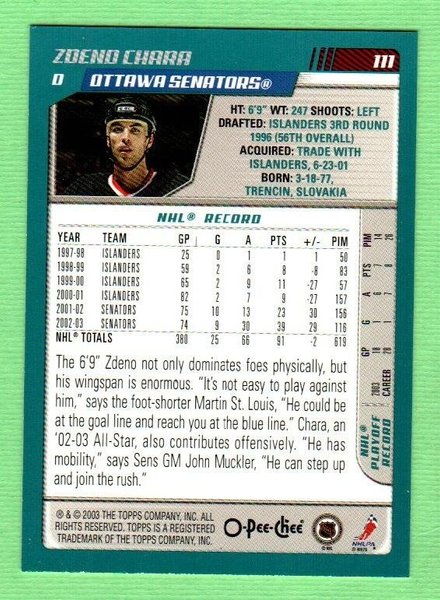 ZDENO CHARA
111
D OTTAWA SENATORS®
HT: 6'9" WT: 247 SHOOTS: LEFT
DRAFTED: ISLANDERS 3RD ROUND
1996 (56TH OVERALL)
ACQUIRED: TRADE WITH
ISLANDERS, 6-23-01
BORN: 3-18-77,
TRENCIN, SLOVAKIA
NHL® RECORD
YEAR TEAM GP G A PTS +/- PIM
1997-98 ISLANDERS 25 0 1 1 1 50
1998-99 ISLANDERS 59 2 6 8 -8 83
1999-00 ISLANDERS 65 2 9 11 -27 57
2000-01 ISLANDERS 82 2 7 9 -27 157
2001-02 SENATORS 75 10 13 23 30 156
2002-03 SENATORS 74 9 30 39 29 116
NHL® TOTALS 380 25 66 91 -2 619
NHL®
PLAYOFF
RECORD
GP G A PTS PIM
2003 18 1 6 7 14
CAREER 28
The 6'9" Zdeno not only dominates foes physically, but
his wingspan is enormous. "It's not easy to play against
him," says the foot-shorter Martin St. Louis, "He could be
at the goal line and reach you at the blue line." Chara, an
'02-03 All-Star, also contributes offensively. "He has
mobility," says Sens GM John Muckler, "He can step up
and join the rush."
® & © 2003 THE TOPPS COMPANY, INC. ALL
RIGHTS RESERVED. TOPPS IS A REGISTERED
TRADEMARK OF THE TOPPS COMPANY, INC.
O-Pee-Chee®
NHL
NHLPA